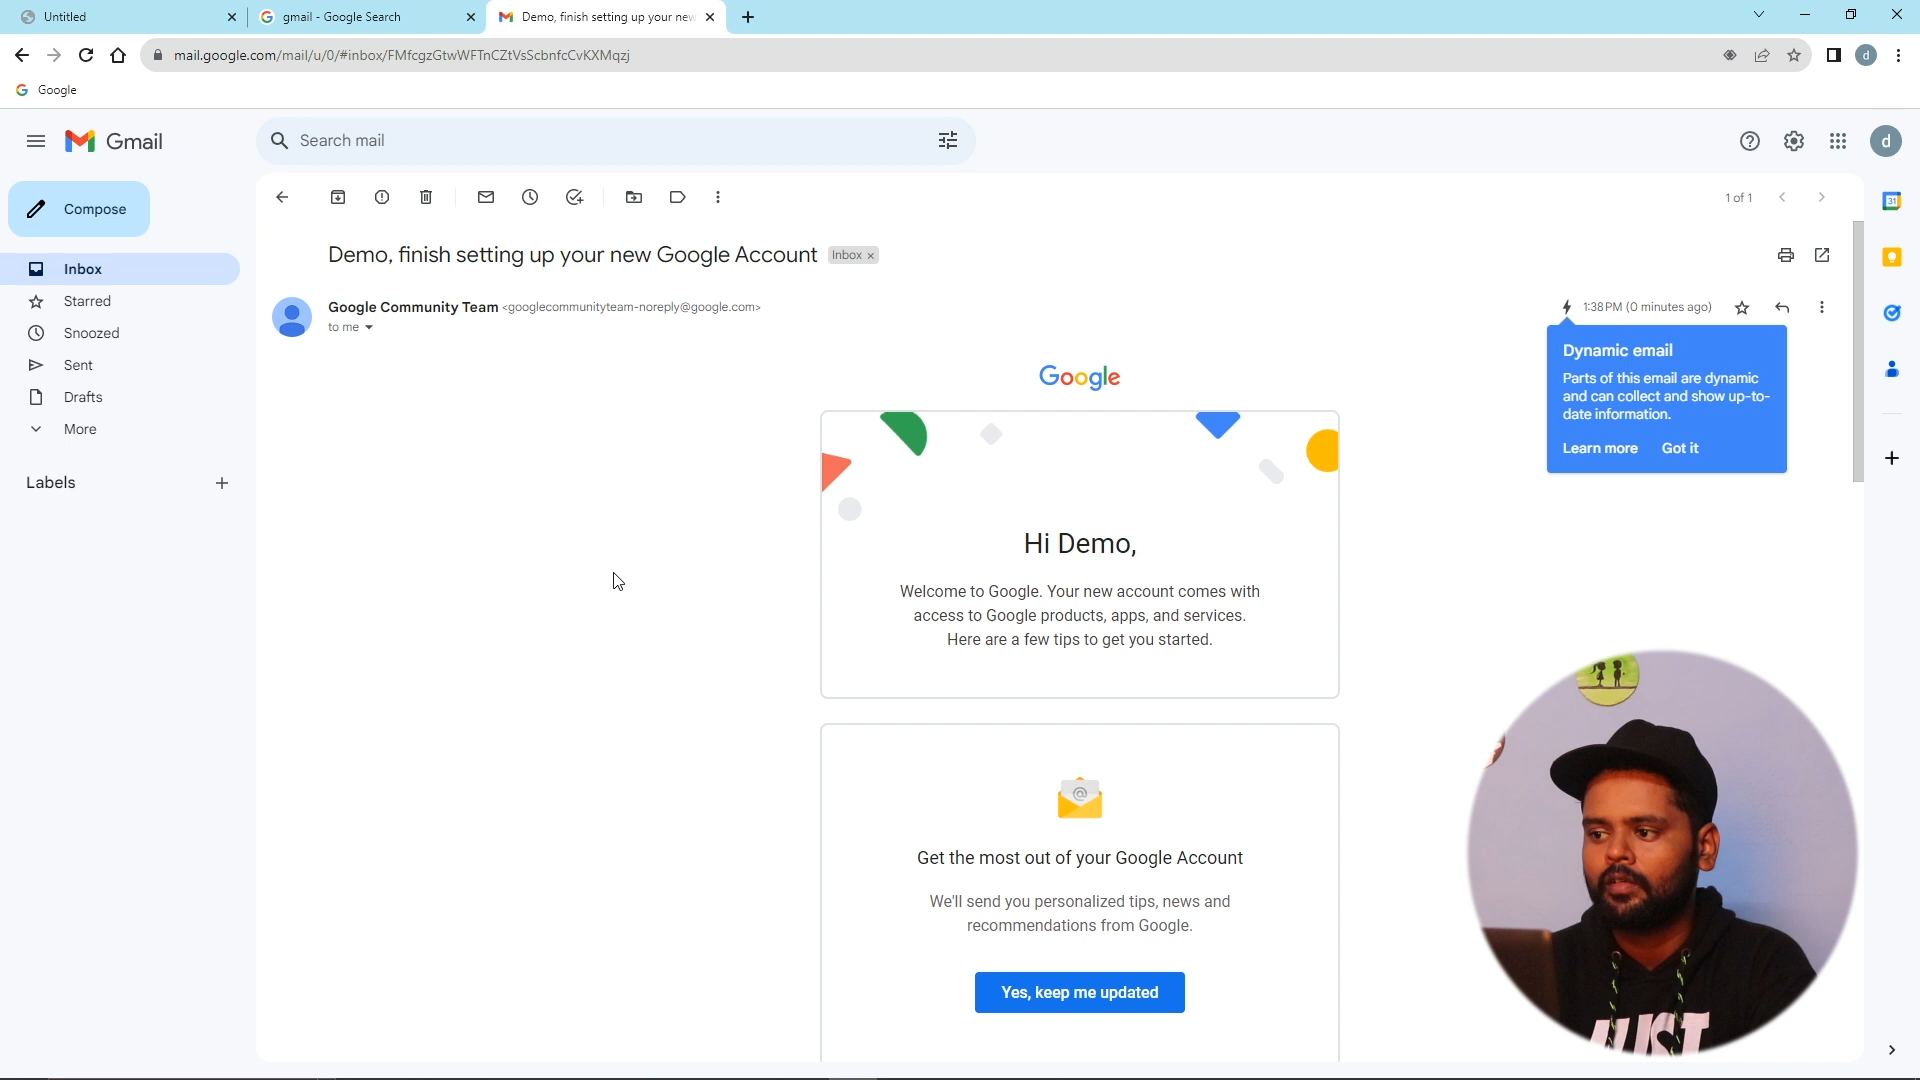 Untitled
gmail - Google Search
Demo, finish setting up your new
mail.google.com/mail/u/0/#inbox/FMfcgzGtwWFTnCZtVsScbnfcCvKXMqzj
d
Google
Gmail
Search mail
d
Compose
1 of 1
31
Demo, finish setting up your new Google Account
Inbox x
Inbox
Starred
Snoozed
Sent
Drafts
More
Labels
Google Community Team <googlecommunityteam-noreply@google.com>
1:38 PM (0 minutes ago)
to me
Dynamic email
Parts of this email are dynamic
and can collect and show up-to-
date information.
Learn more Got it
Google
Hi Demo,
Welcome to Google. Your new account comes with
access to Google products, apps, and services.
Here are a few tips to get you started.
@
Get the most out of your Google Account
We'll send you personalized tips, news and
recommendations from Google.
Yes, keep me updated